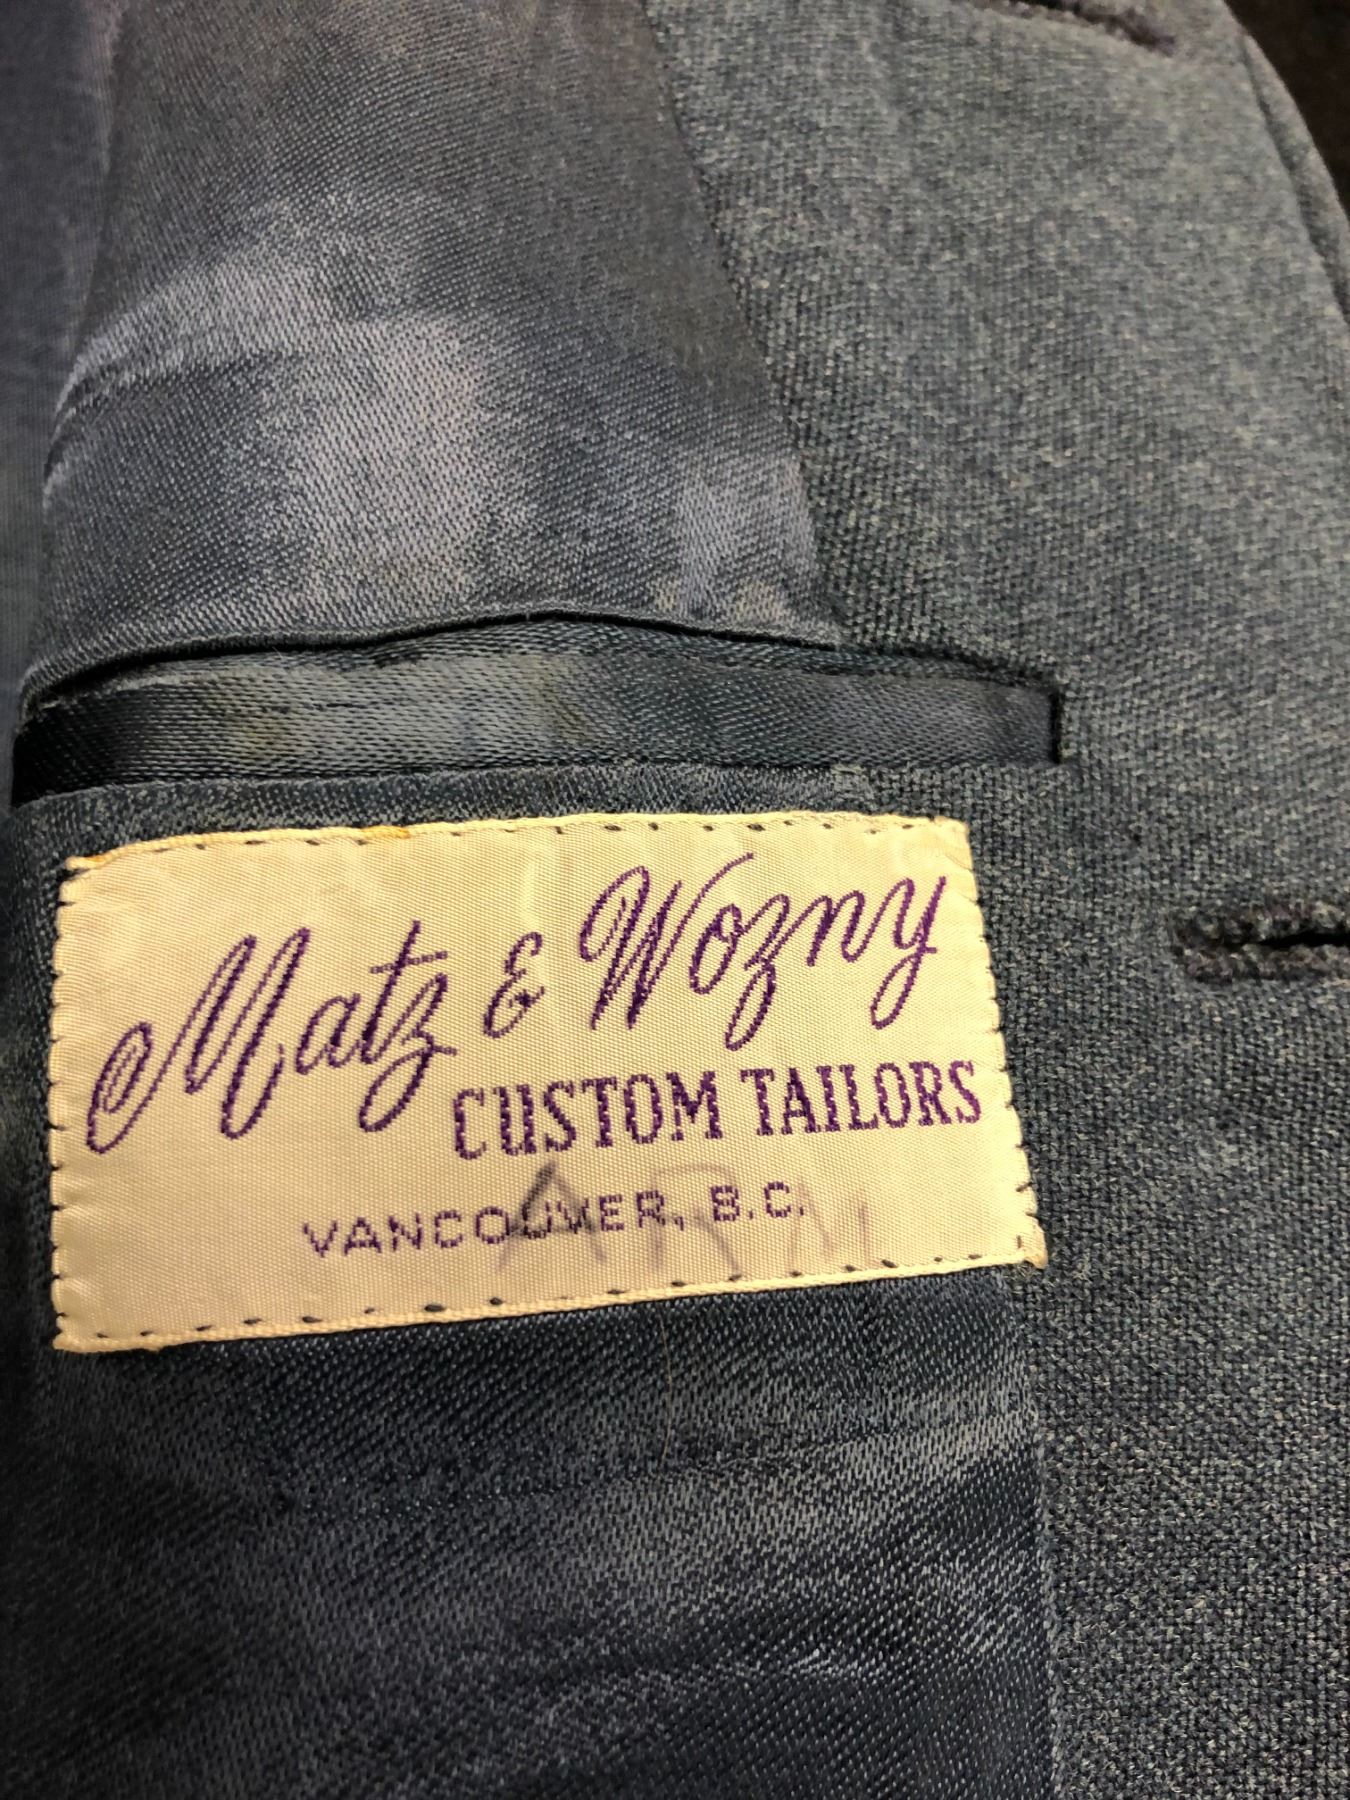 Matz & Wozny
CUSTOM TAILORS
VANCOUVER, B.C.